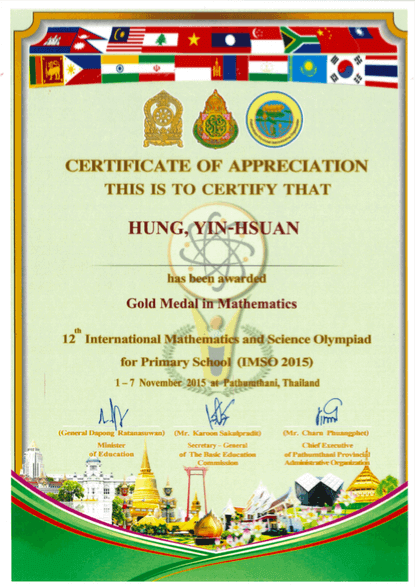 CERTIFICATE OF APPRECIATION
THIS IS TO CERTIFY THAT
HUNG, YIN-HSUAN
has been awarded
Gold Medal in Mathematics
12th International Mathematics and Science Olympiad
for Primary School (IMSO 2015)
1 – 7 November 2015 at Pathumthani, Thailand
(General Dapong Ratanasuwan)
Minister
of Education
(Mr. Karoon Sakulpradit)
Secretary - General
of The Basic Education
Commission
(Mr. Charn Phuangphet)
Chief Executive
of Pathumthani Provincial
Administrative Organization